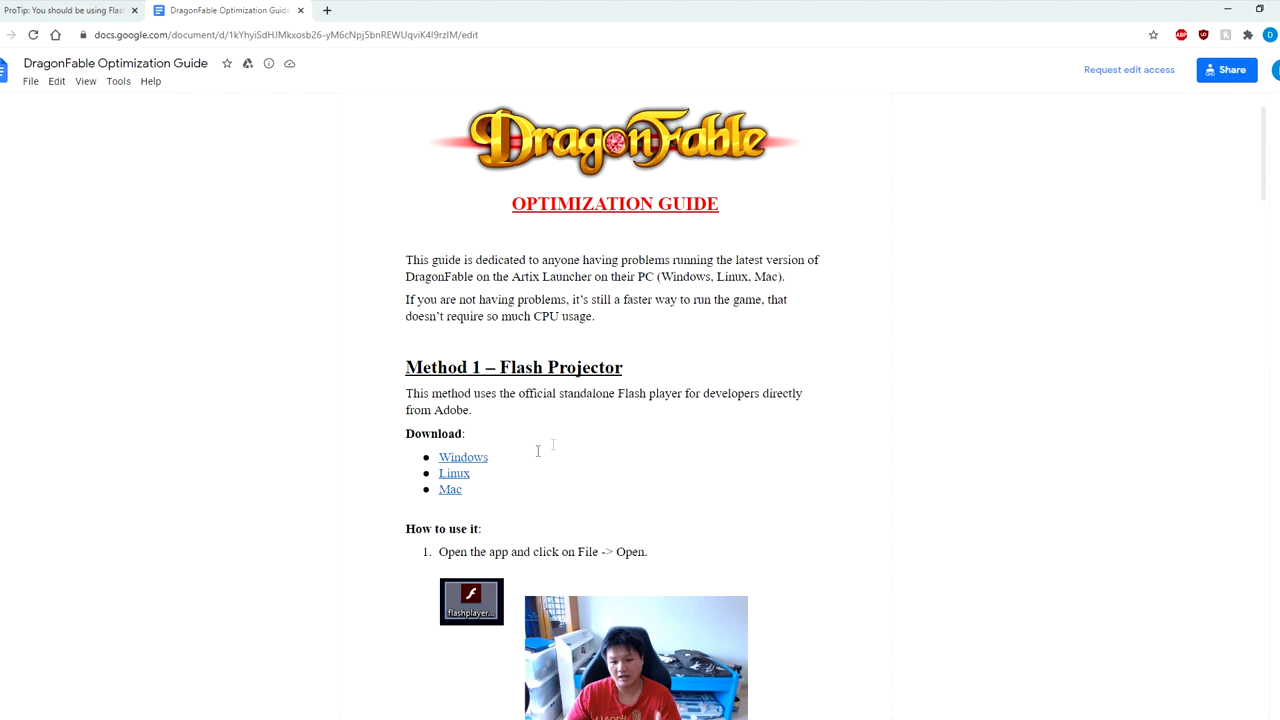 ProTip: You should be using Flas
DragonFable Optimization Guide
docs.google.com/document/d/1kYhyiSdHJMkxosb26-yM6cNpj5bnREWUqviK4l9rzIM/edit
DragonFable Optimization Guide
Request edit access
Share
File Edit View Tools Help
DragonFable
OPTIMIZATION GUIDE
This guide is dedicated to anyone having problems running the latest version of
DragonFable on the Artix Launcher on their PC (Windows, Linux, Mac).
If you are not having problems, it's still a faster way to run the game, that
doesn't require so much CPU usage.
Method 1 – Flash Projector
This method uses the official standalone Flash player for developers directly
from Adobe.
Download:
● Windows
● Linux
● Mac
How to use it:
1. Open the app and click on File -> Open.
flashplayer...